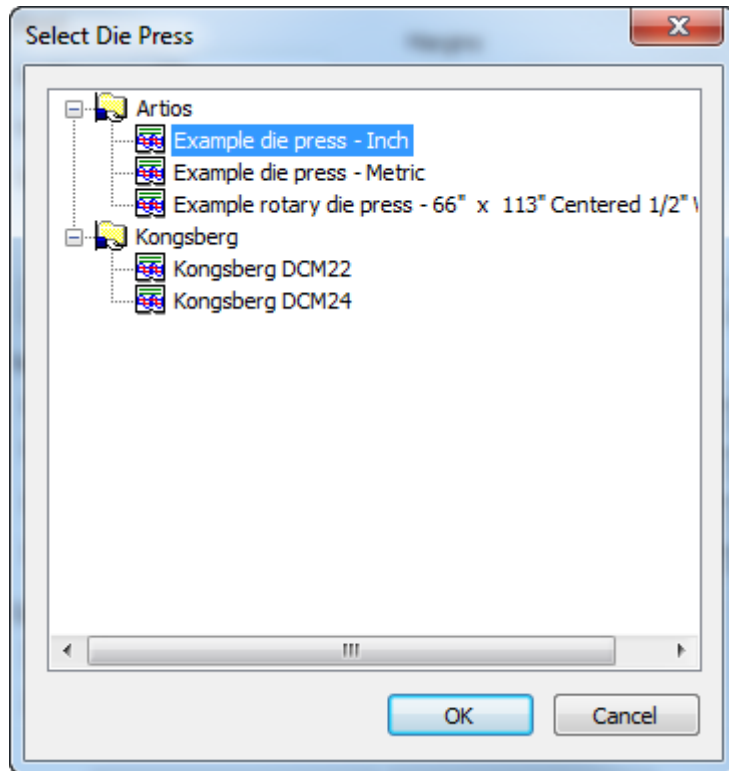 Select Die Press
Artios
Example die press - Inch
Example die press - Metric
Example rotary die press - 66" x 113" Centered 1/2"
Kongsberg
Kongsberg DCM22
Kongsberg DCM24
OK
Cancel